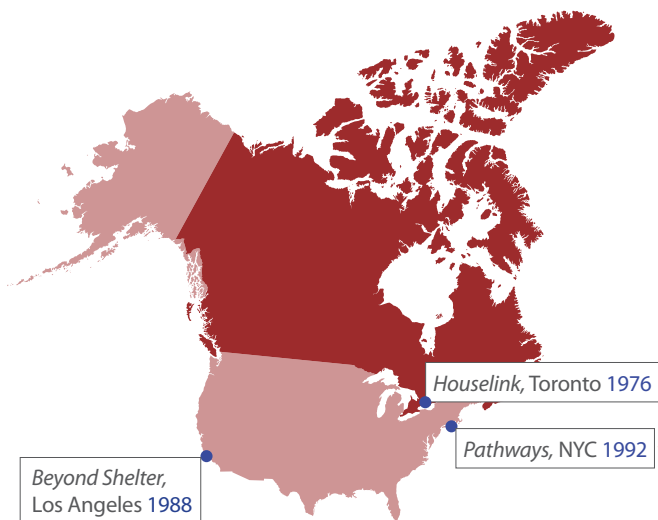 Houselink, Toronto 1976
Pathways, NYC 1992
Beyond Shelter,
Los Angeles 1988